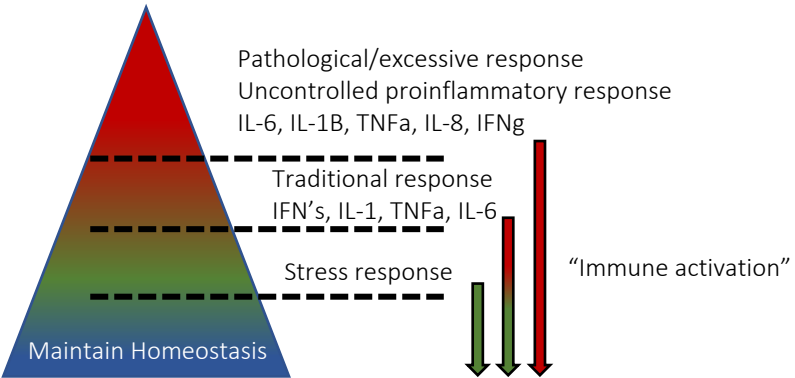 Pathological/excessive response
Uncontrolled proinflammatory response
IL-6, IL-1B, TNFa, IL-8, IFNg
Traditional response
IFN's, IL-1, TNFa, IL-6
Stress response
“Immune activation”
Maintain Homeostasis